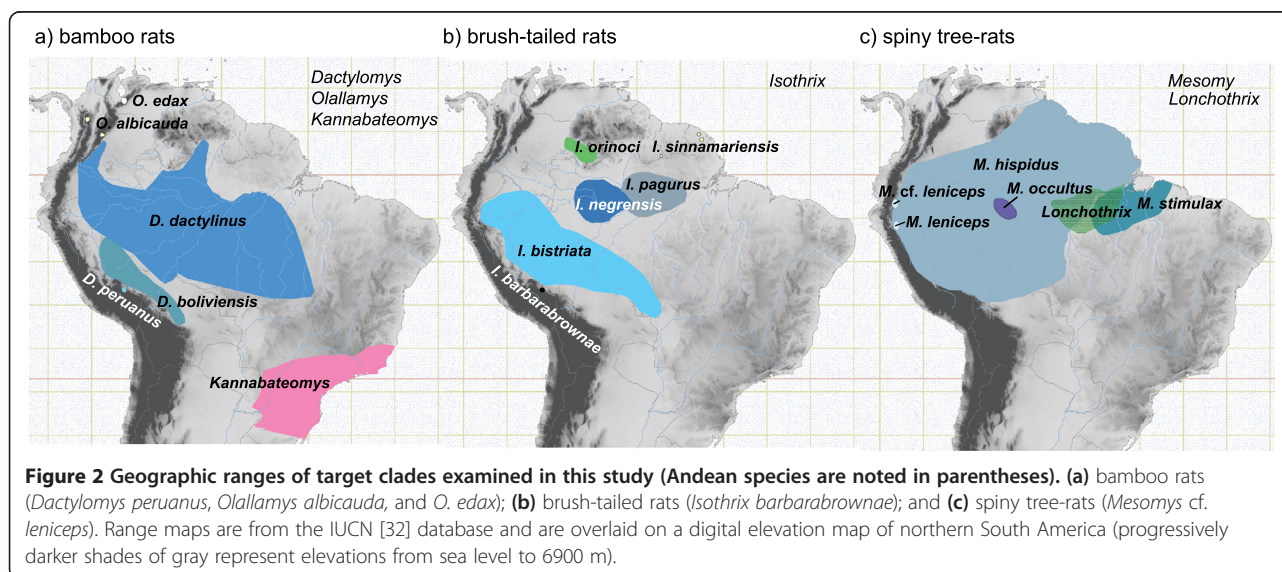 a) bamboo rats
b) brush-tailed rats
c) spiny tree-rats
Dactylomys
Olallamys
Kannabateomys
O. edax
O. albicauda
D. dactylinus
D. boliviensis
D. peruanus
Kannabateomys
Isothrix
I. orinoci
I. sinnamariensis
I. pagurus
I. negrensis
I. bistriata
I. barbarabrownae
Mesomy
Lonchothrix
M. hispidus
M. cf. leniceps
M. occultus
M. leniceps
Lonchothrix
M. stimulax
Figure 2 Geographic ranges of target clades examined in this study (Andean species are noted in parentheses). (a) bamboo rats
(Dactylomys peruanus, Olallamys albicauda, and O. edax); (b) brush-tailed rats (Isothrix barbarabrownae); and (c) spiny tree-rats (Mesomys cf.
leniceps). Range maps are from the IUCN [32] database and are overlaid on a digital elevation map of northern South America (progressively
darker shades of gray represent elevations from sea level to 6900 m).